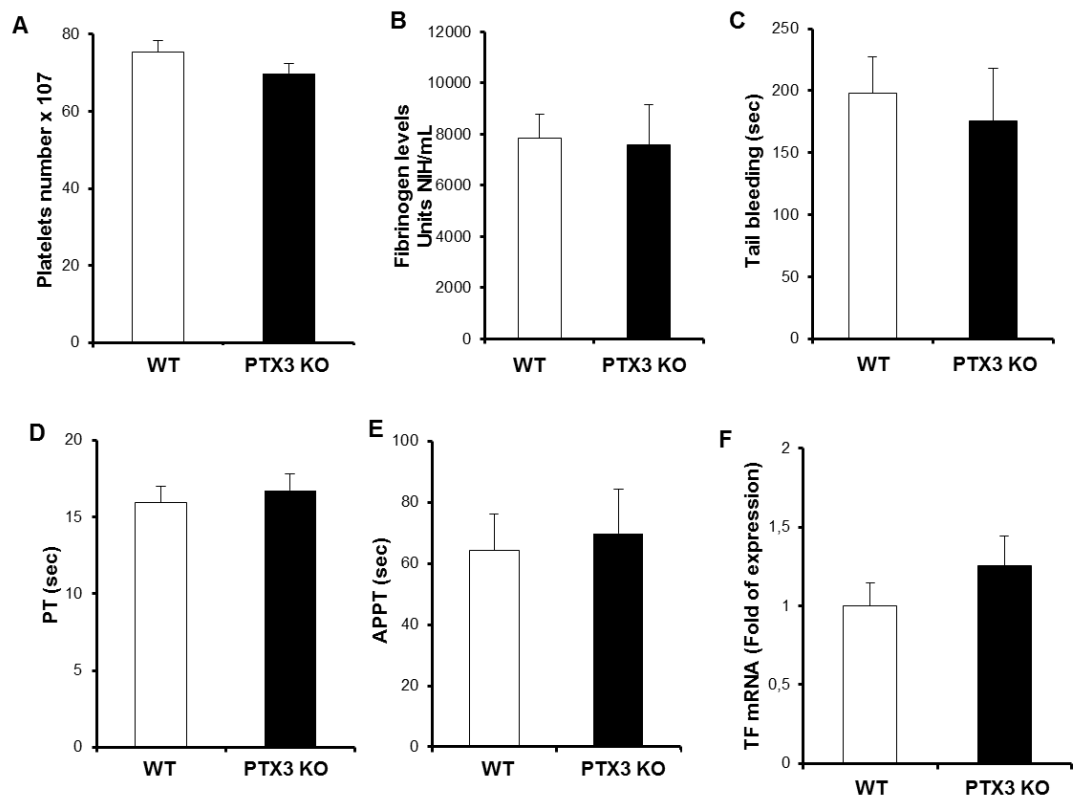 A
Platelets number x 107
80
60
40
20
0
WT
PTX3 KO
B
Fibrinogen levels
Units NIH/mL
12000
10000
8000
6000
4000
2000
0
WT
PTX3 KO
C
Tail bleeding (sec)
250
200
150
100
50
0
WT
PTX3 KO
D
PT (sec)
20
15
10
5
0
WT
PTX3 KO
E
APPT (sec)
100
80
60
40
20
0
WT
PTX3 KO
F
TF mRNA (Fold of expression)
2
1,5
1
0,5
0
WT
PTX3 KO